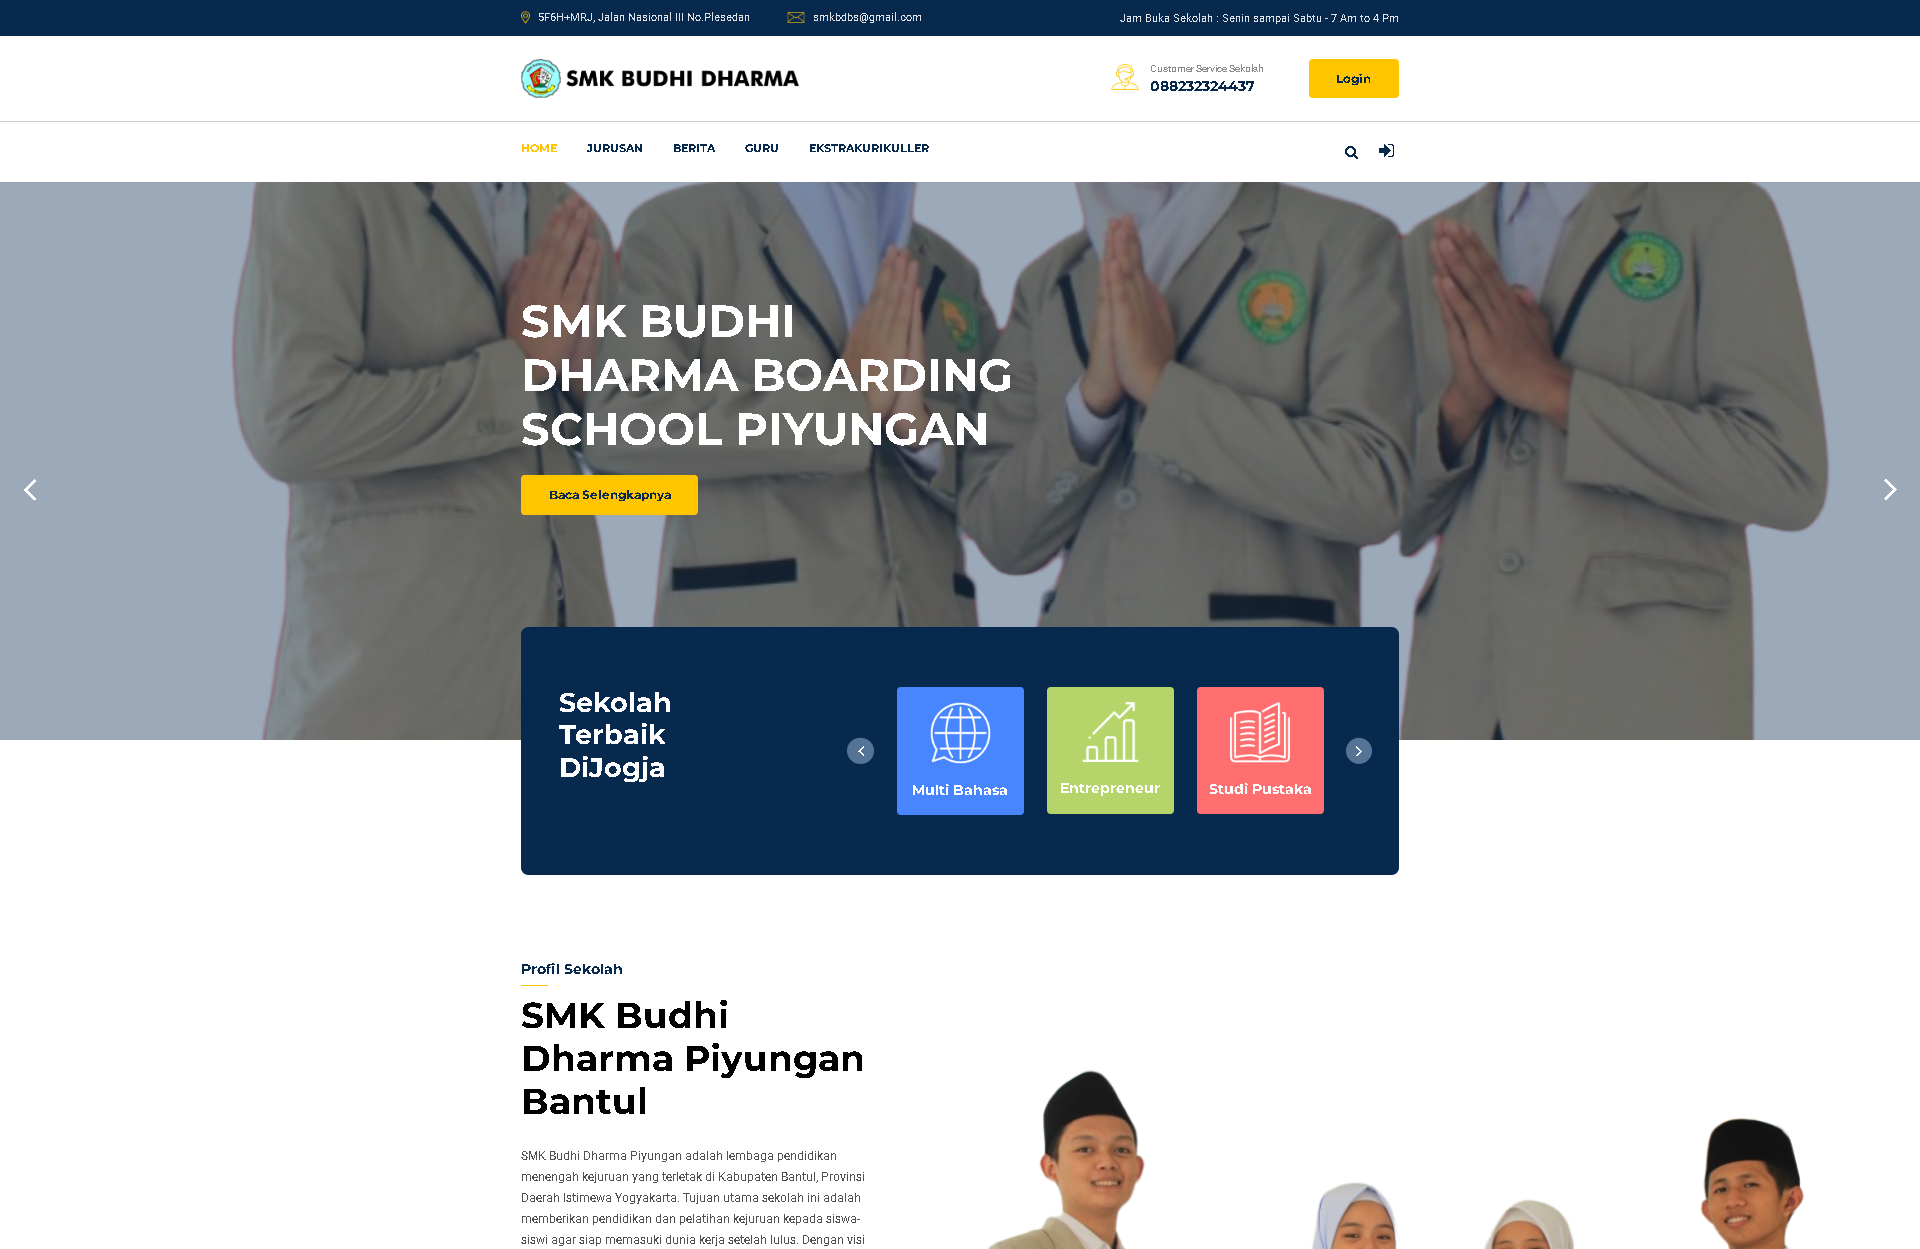 5F6H+MRJ, Jalan Nasional III No.Plesedan
smkbdbs@gmail.com
Jam Buka Sekolah : Senin sampai Sabtu - 7 Am to 4 Pm
SMK BUDHI DHARMA
Customer Service Sekolah
088232324437
Login
HOME
JURUSAN
BERITA
GURU
EKSTRAKURIKULLER
SMK BUDHI
DHARMA BOARDING
SCHOOL PIYUNGAN
Baca Selengkapnya
Sekolah
Terbaik
DiJogja
Multi Bahasa
Entrepreneur
Studi Pustaka
Profil Sekolah
SMK Budhi
Dharma Piyungan
Bantul
SMK Budhi Dharma Piyungan adalah lembaga pendidikan
menengah kejuruan yang terletak di Kabupaten Bantul, Provinsi
Daerah Istimewa Yogyakarta. Tujuan utama sekolah ini adalah
memberikan pendidikan dan pelatihan kejuruan kepada siswa-
siswi agar siap memasuki dunia kerja setelah lulus. Dengan visi